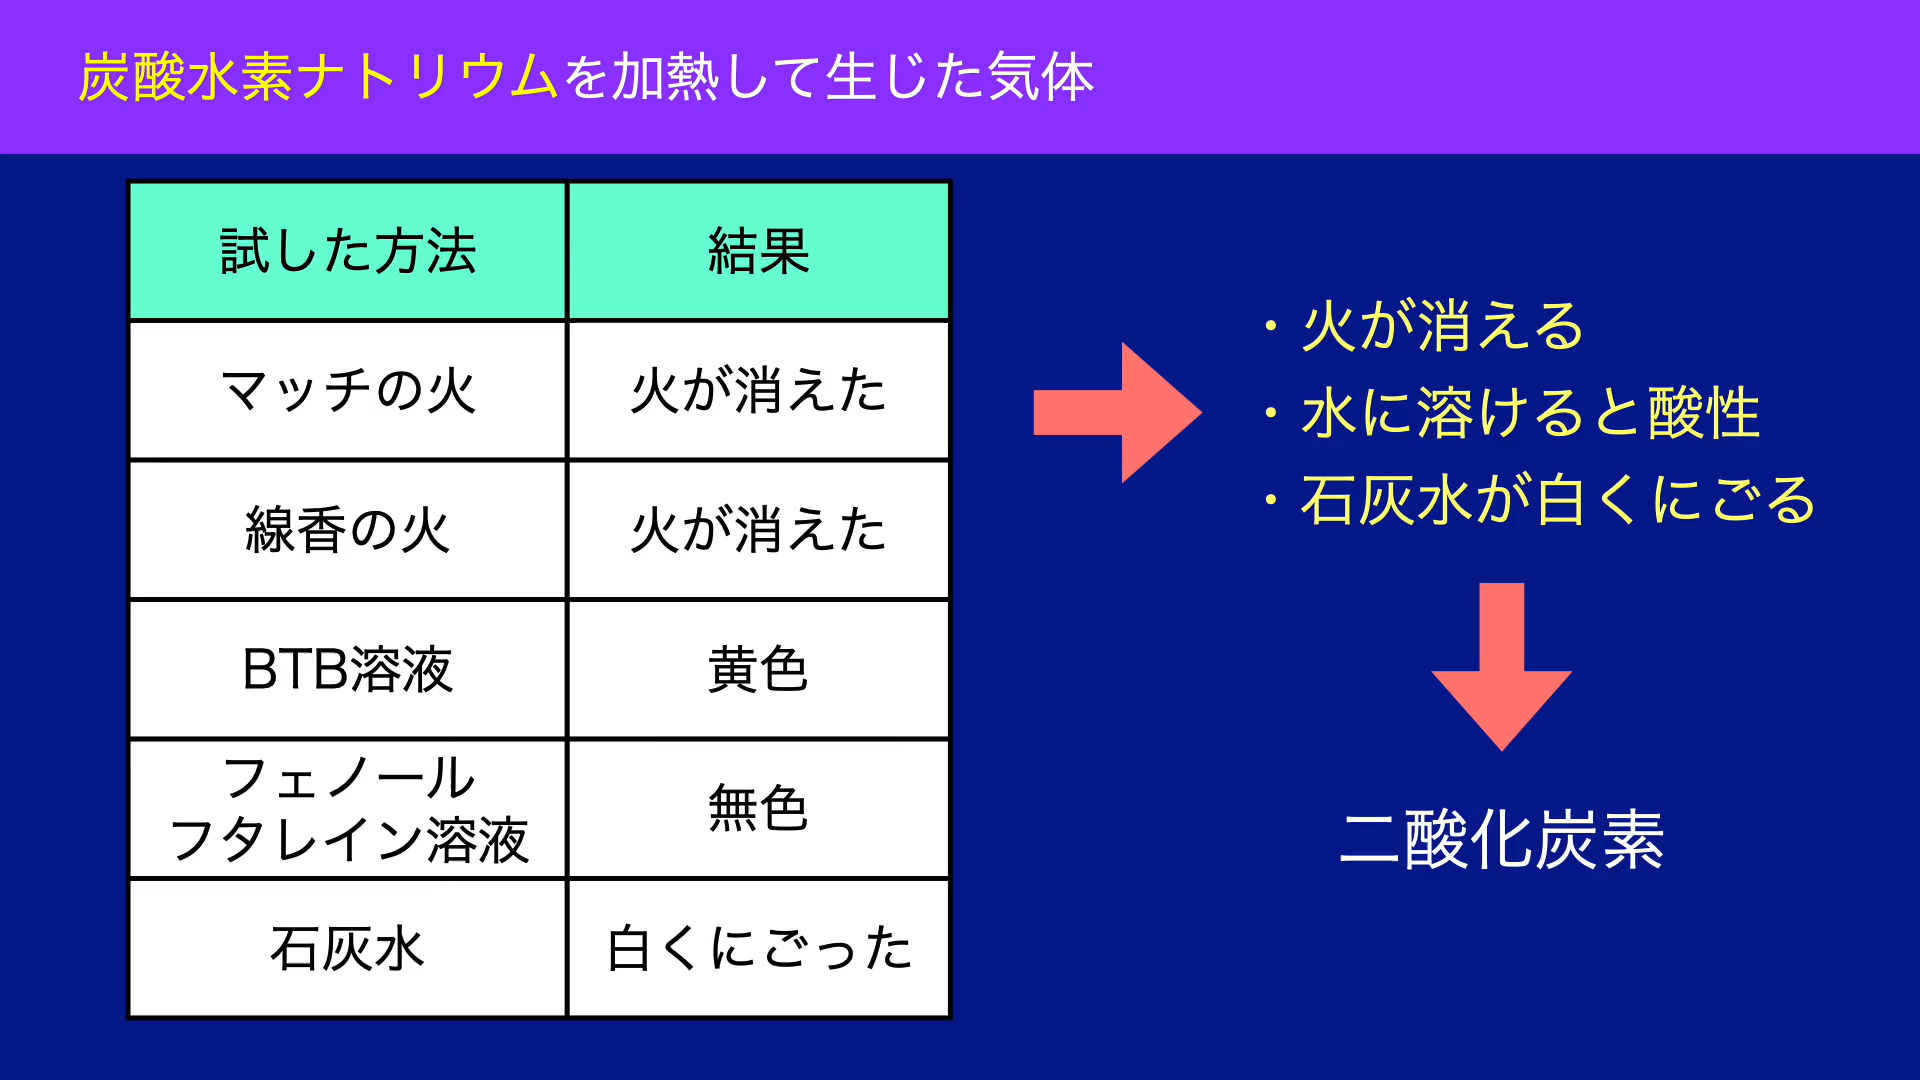 炭酸水素ナトリウムを加熱して生じた気体
試した方法 結果
マッチの火 火が消えた
線香の火 火が消えた
BTB溶液 黄色
フェノール
フタレイン溶液 無色
石灰水 白くにごった
・火が消える
・水に溶けると酸性
・石灰水が白くにごる
二酸化炭素